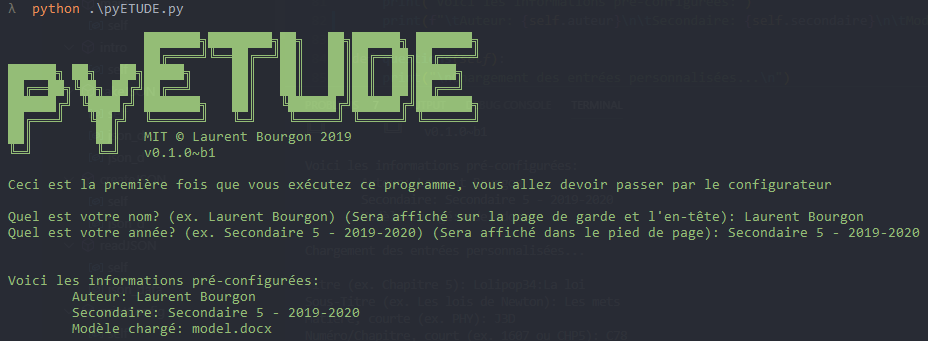 λ python .\pyETUDE.py
pyETUDE
MIT © Laurent Bourgon 2019
v0.1.0~b1
Ceci est la première fois que vous exécutez ce programme, vous allez devoir passer par le configurateur
Quel est votre nom? (ex. Laurent Bourgon) (Sera affiché sur la page de garde et l'en-tête): Laurent Bourgon
Quel est votre année? (ex. Secondaire 5 - 2019-2020) (Sera affiché dans le pied de page): Secondaire 5 - 2019-2020
Voici les informations pré-configurées:
Auteur: Laurent Bourgon
Secondaire: Secondaire 5 - 2019-2020
Modèle chargé: model.docx